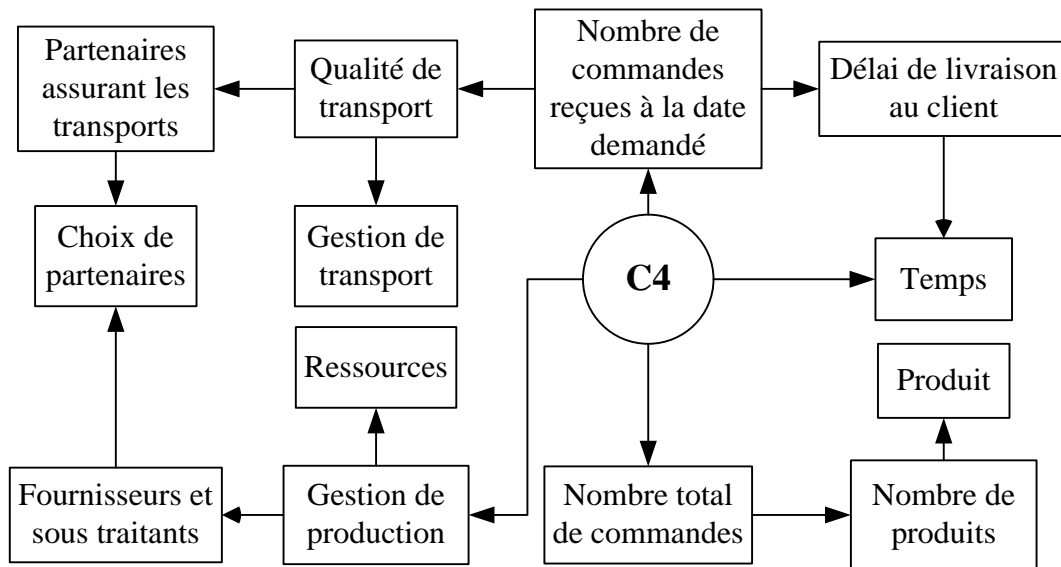 Partenaires
assurant les
transports
Qualité de
transport
Nombre de
commandes
reçues à la date
demandé
Délai de livraison
au client
Choix de
partenaires
Gestion de
transport
C4
Temps
Ressources
Produit
Fournisseurs et
sous traitants
Gestion de
production
Nombre total
de commandes
Nombre de
produits